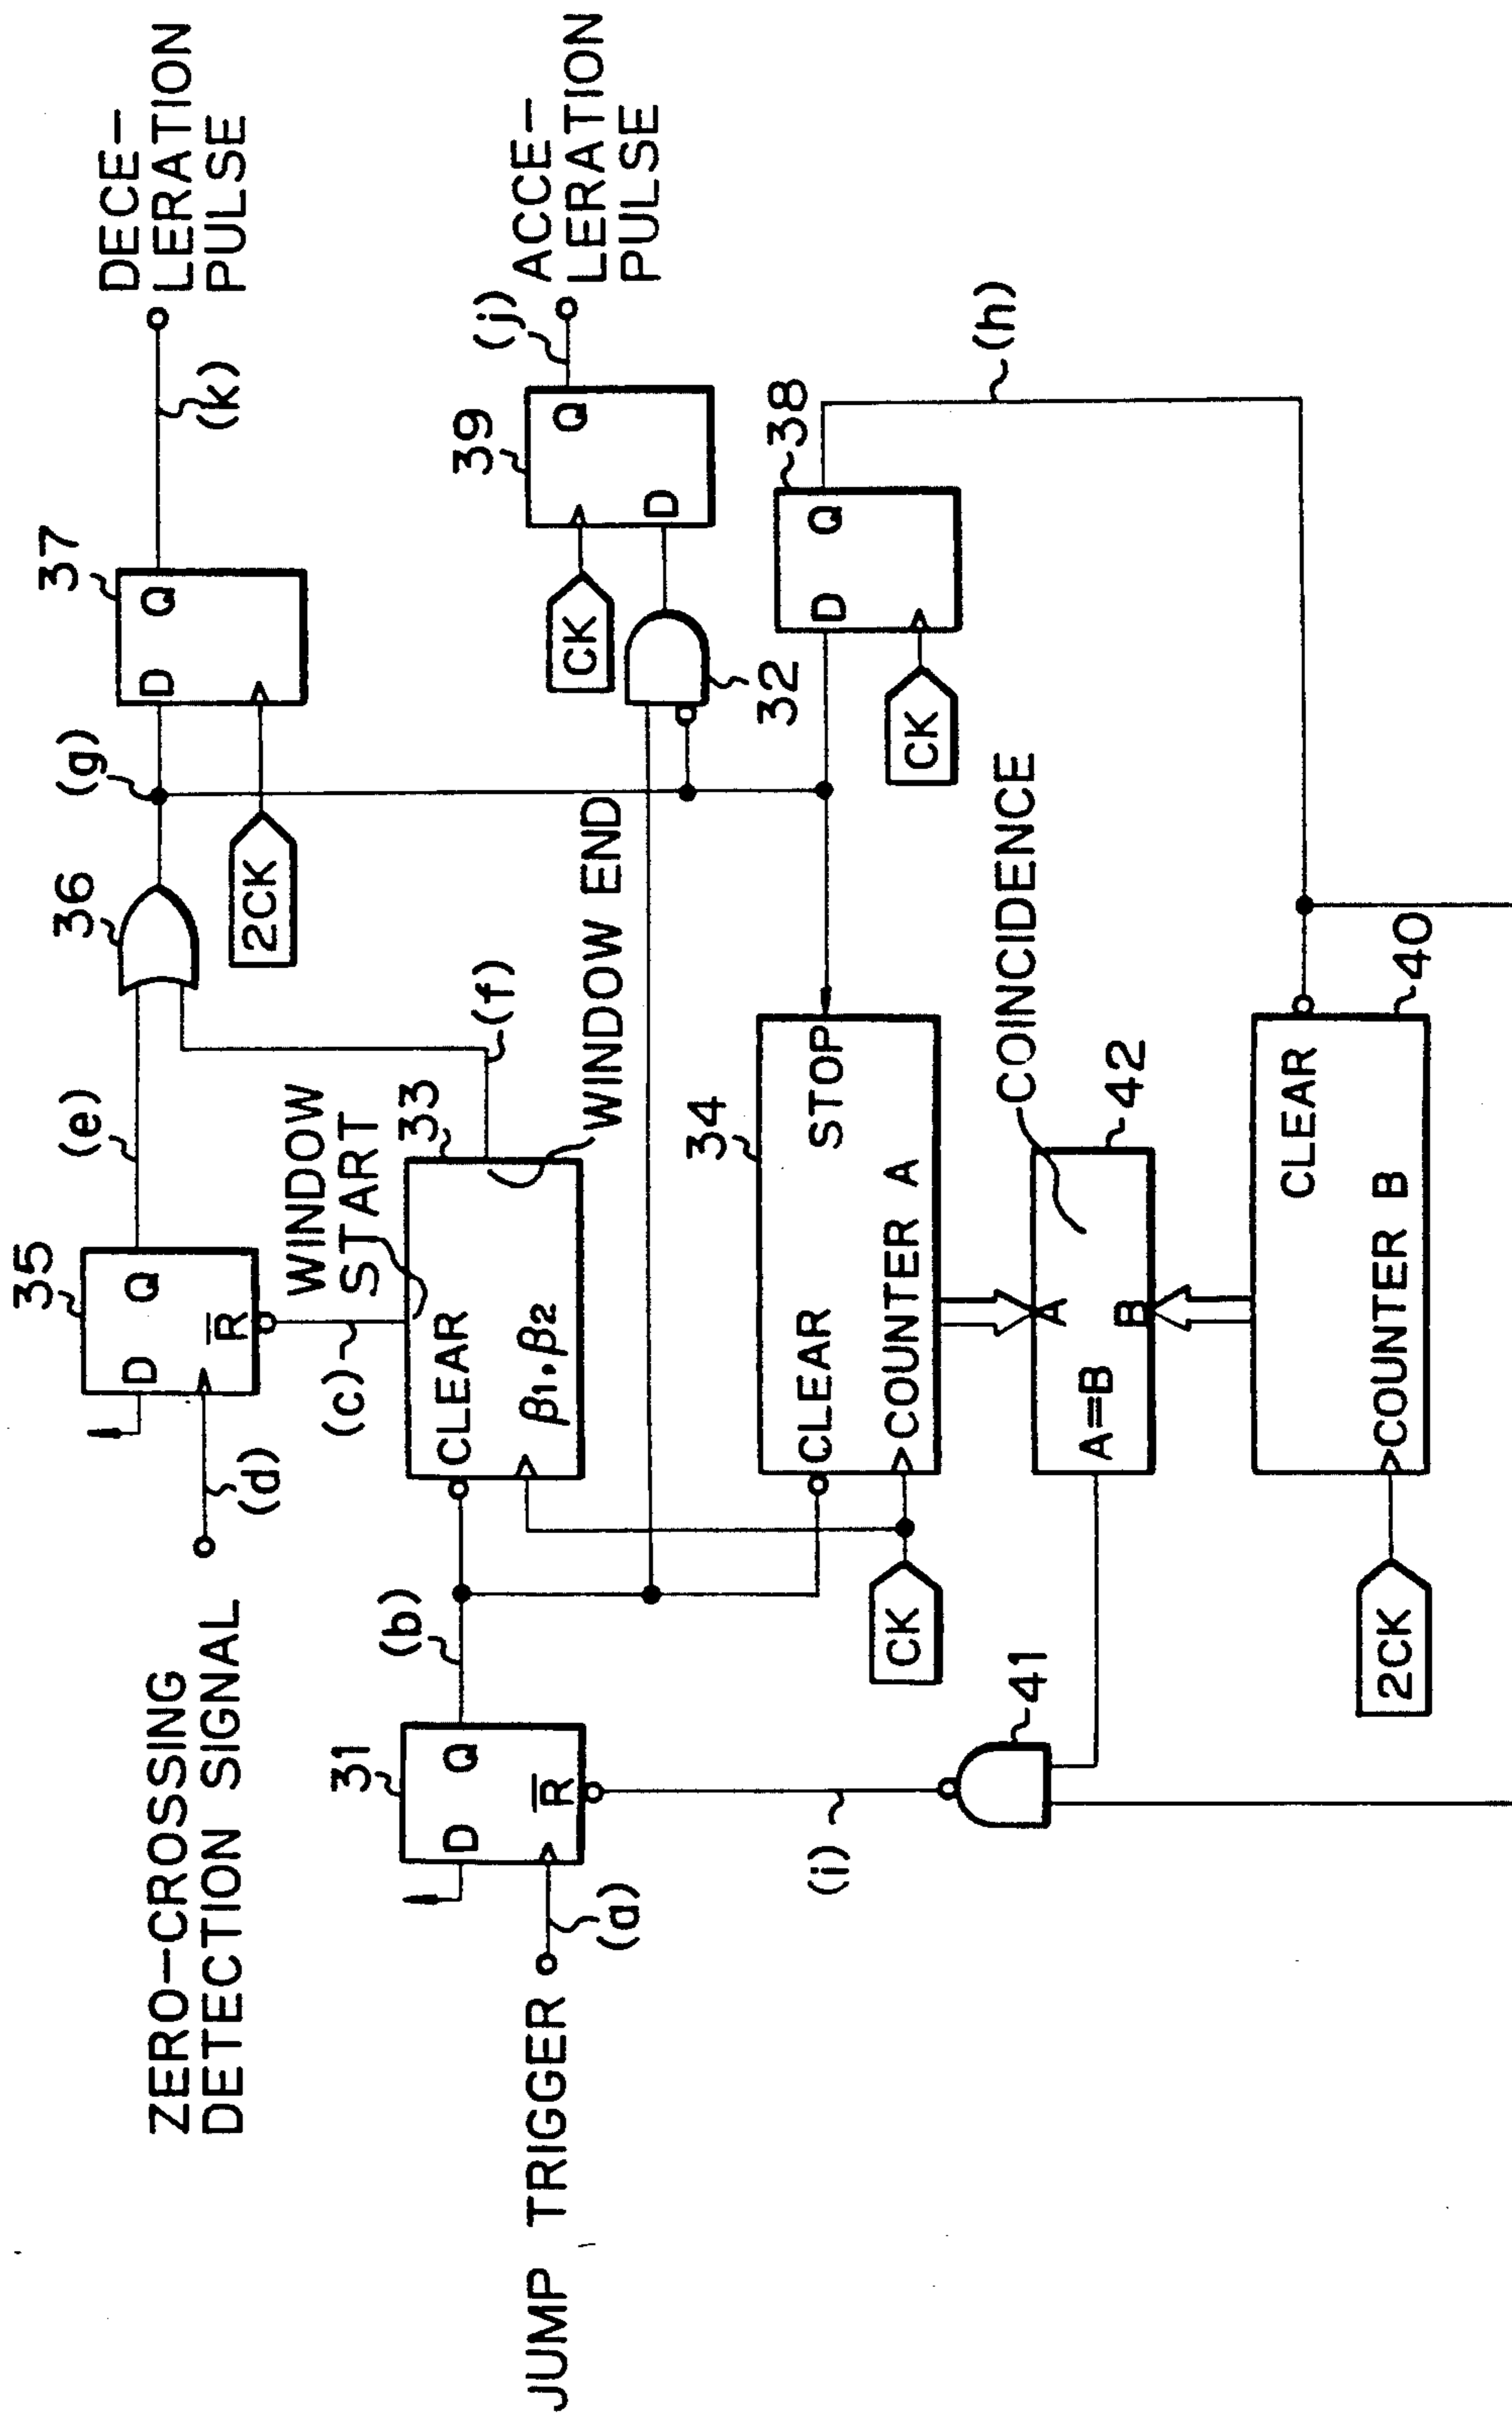 ZERO-CROSSING
DETECTION SIGNAL
(d)
35
D
Q
R̅
(e)
36
(g)
2CK
37
D
Q
(k)
DECE-
LERATION
PULSE
(c)
WINDOW
START
JUMP TRIGGER
(a)
31
D
Q
R̅
(b)
33
CLEAR
β1.β2
(f)
WINDOW END
32
CK
39
Q
D
(j)
ACCE-
LERATION
PULSE
CK
34
CLEAR
STOP
COUNTER A
38
D
Q
CK
(h)
(i)
41
A
A=B
B
42
COINCIDENCE
2CK
CLEAR
COUNTER B
40